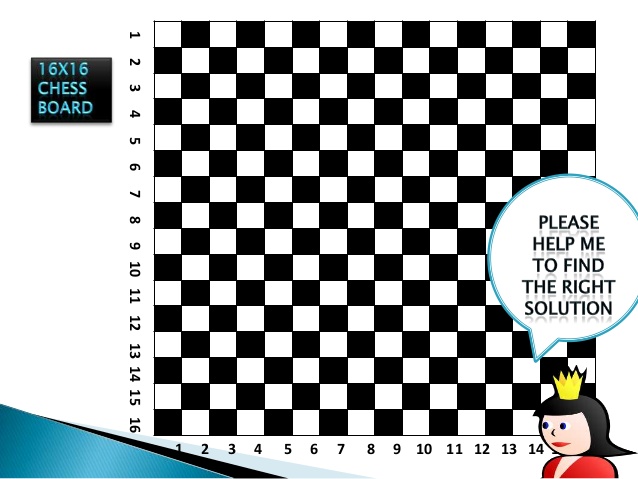 16X16
CHESS
BOARD
1
2
3
4
5
6
7
8
9
10
11
12
13
14
15
16
PLEASE
HELP ME
TO FIND
THE RIGHT
SOLUTION
1 2 3 4 5 6 7 8 9 10 11 12 13 14